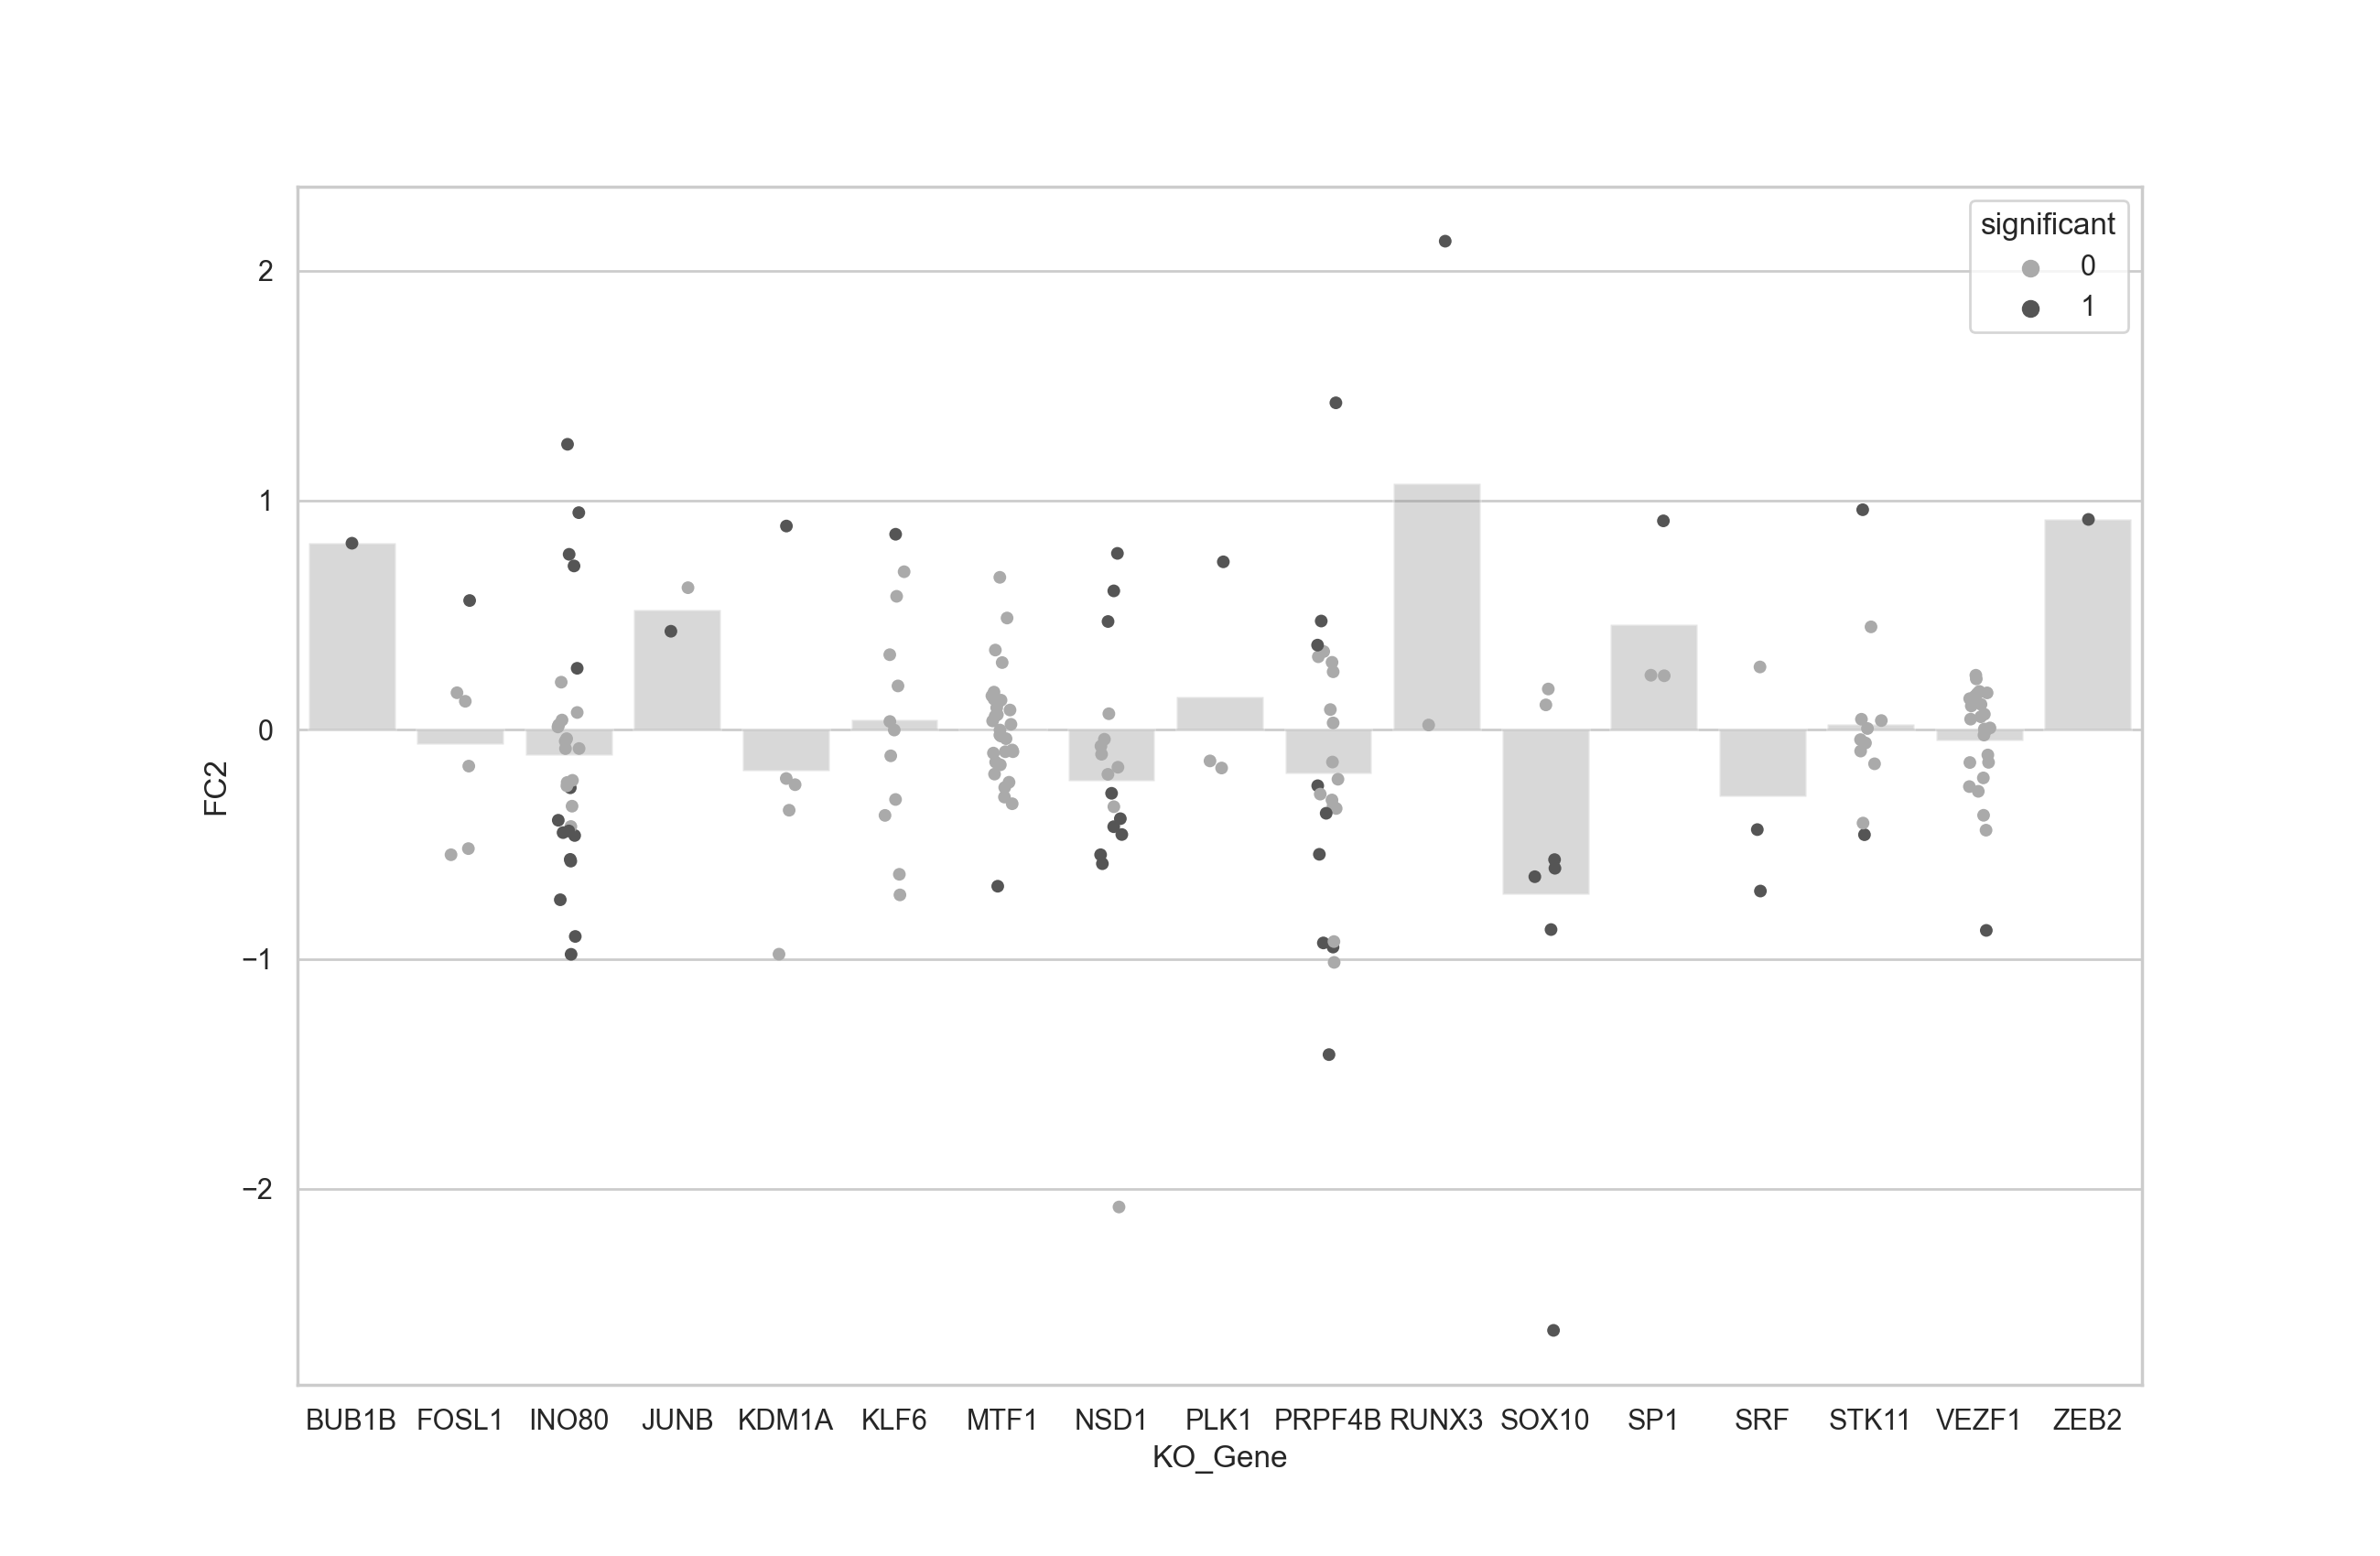 significant
0
1
2
1
0
−1
−2
FC2
BUB1B FOSL1 INO80 JUNB KDM1A KLF6 MTF1 NSD1 PLK1 PRPF4B RUNX3 SOX10 SP1 SRF STK11 VEZF1 ZEB2
KO_Gene